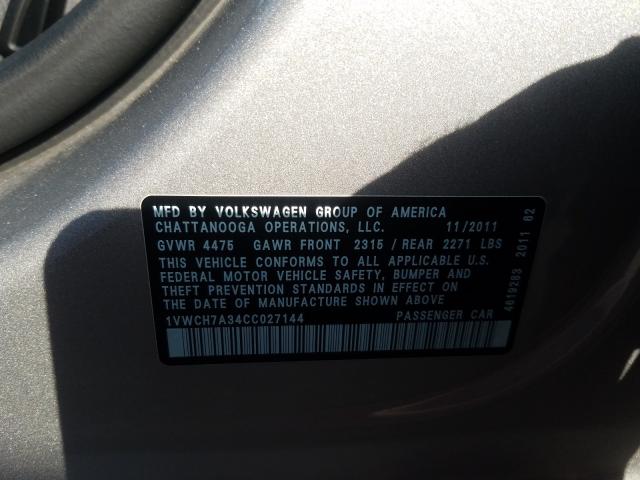 MFD BY VOLKSWAGEN GROUP OF AMERICA
CHATTANOOGA OPERATIONS, LLC. 11/2011
GVWR 4475 GAWR FRONT 2315 / REAR 2271 LBS
THIS VEHICLE CONFORMS TO ALL APPLICABLE U.S.
FEDERAL MOTOR VEHICLE SAFETY, BUMPER AND
THEFT PREVENTION STANDARDS IN EFFECT ON
THE DATE OF MANUFACTURE SHOWN ABOVE
1VWCH7A34CC027144 PASSENGER CAR
4619283 2011 62